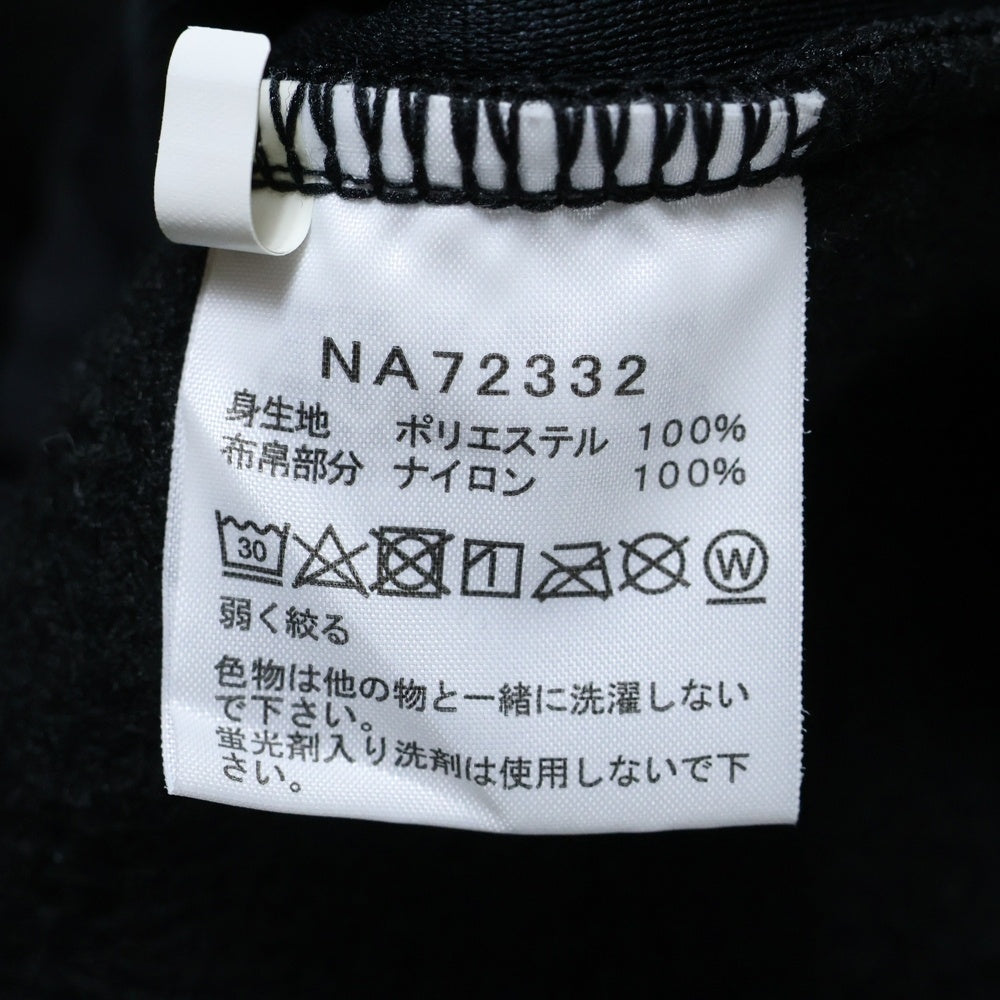 NA72332
身生地 ポリエステル 100%
布帛部分 ナイロン 100%
30 W
弱く絞る
色物は他の物と一緒に洗濯しない
で下さい。
蛍光剤入り洗剤は使用しないで下
さい。